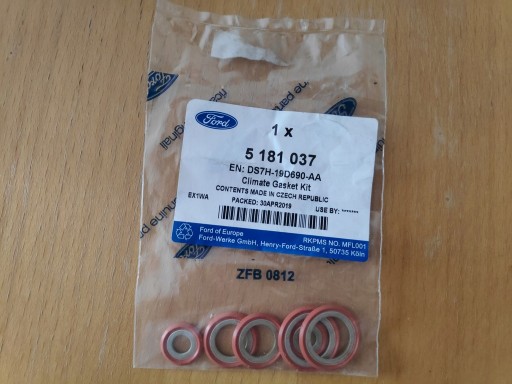 Ford
1 x
5 181 037
EN: DS7H-19D690-AA
Climate Gasket Kit
CONTENTS MADE IN CZECH REPUBLIC
EX1WA
PACKED: 30APR2019
USE BY: -------
Ford of Europe
RKPMS NO. MFL001
Ford-Werke GmbH, Henry-Ford-Straße 1, 50735 Köln
ZFB 0812